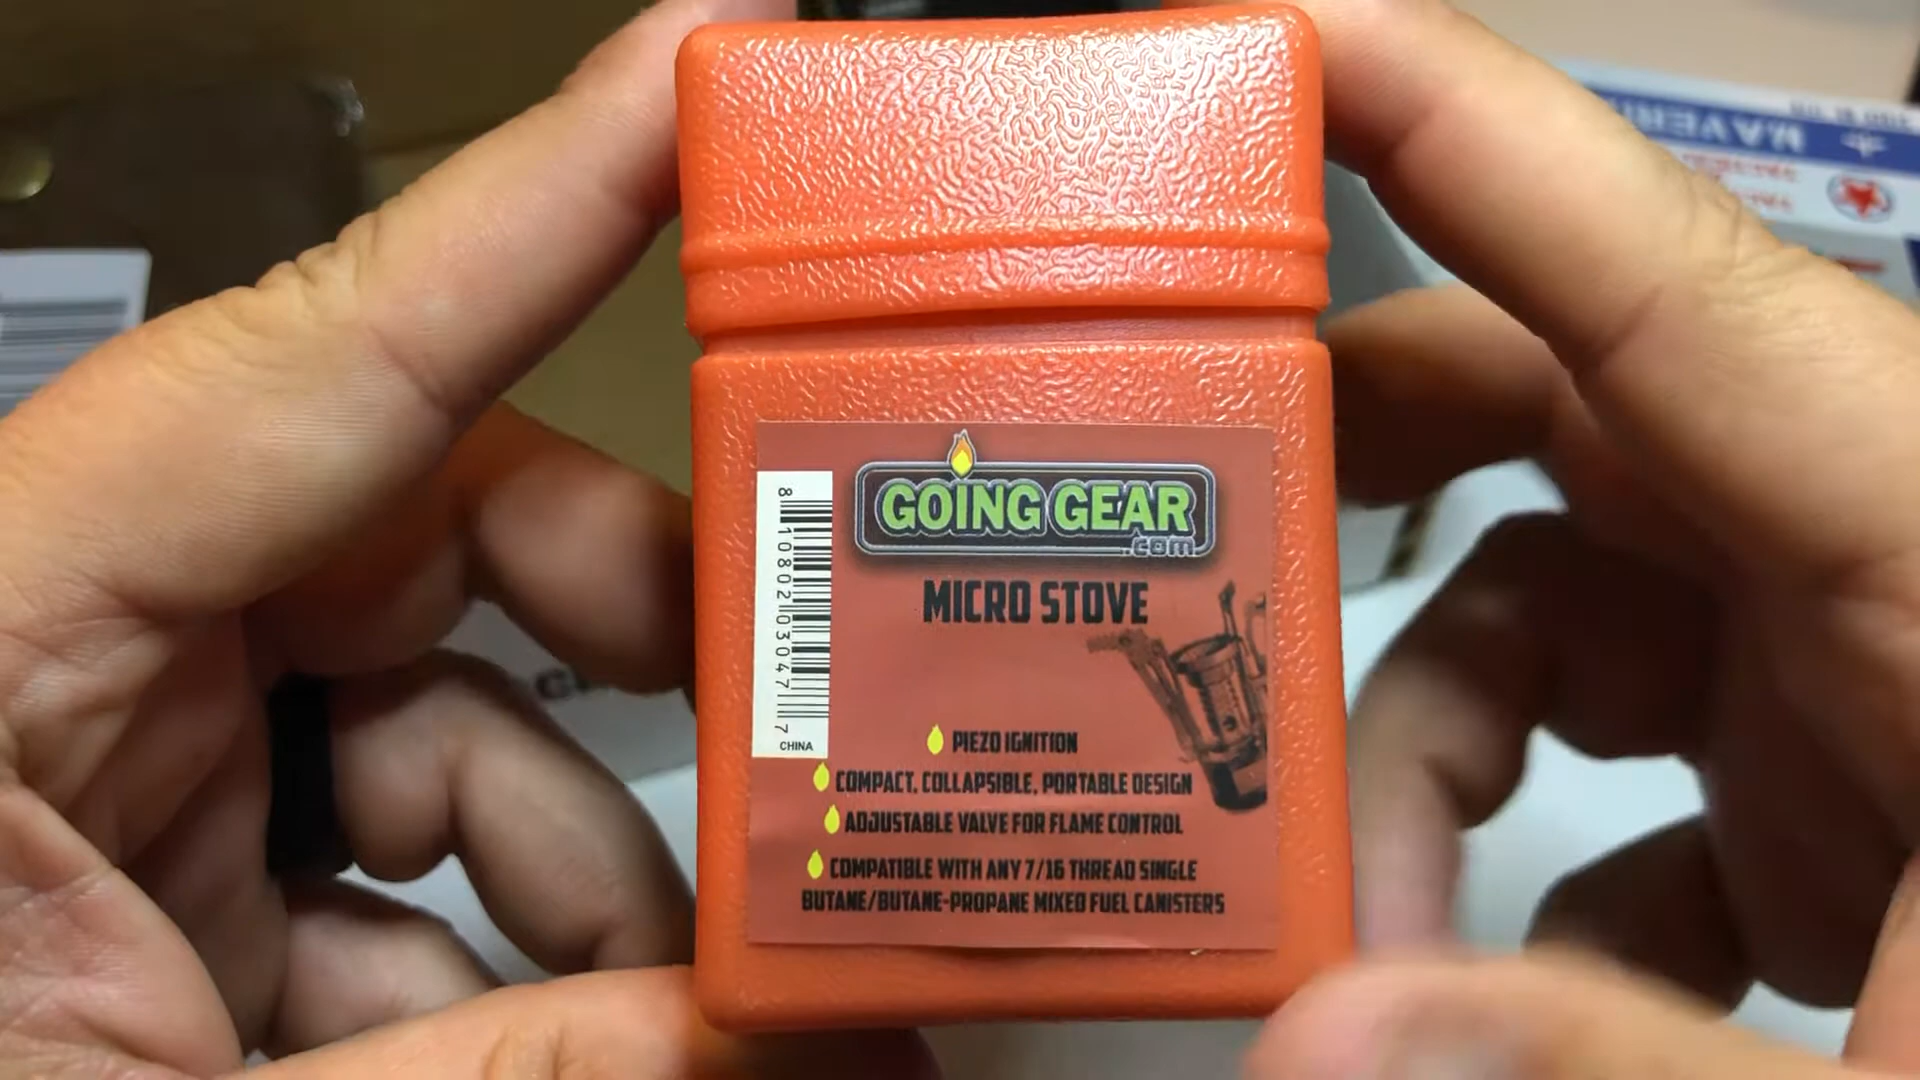 GOING GEAR
.com
MICRO STOVE
8 10802 03047 7
CHINA
PIEZO IGNITION
COMPACT, COLLAPSIBLE, PORTABLE DESIGN
ADJUSTABLE VALVE FOR FLAME CONTROL
COMPATIBLE WITH ANY 7/16 THREAD SINGLE
BUTANE/BUTANE-PROPANE MIXED FUEL CANISTERS
MAVERI